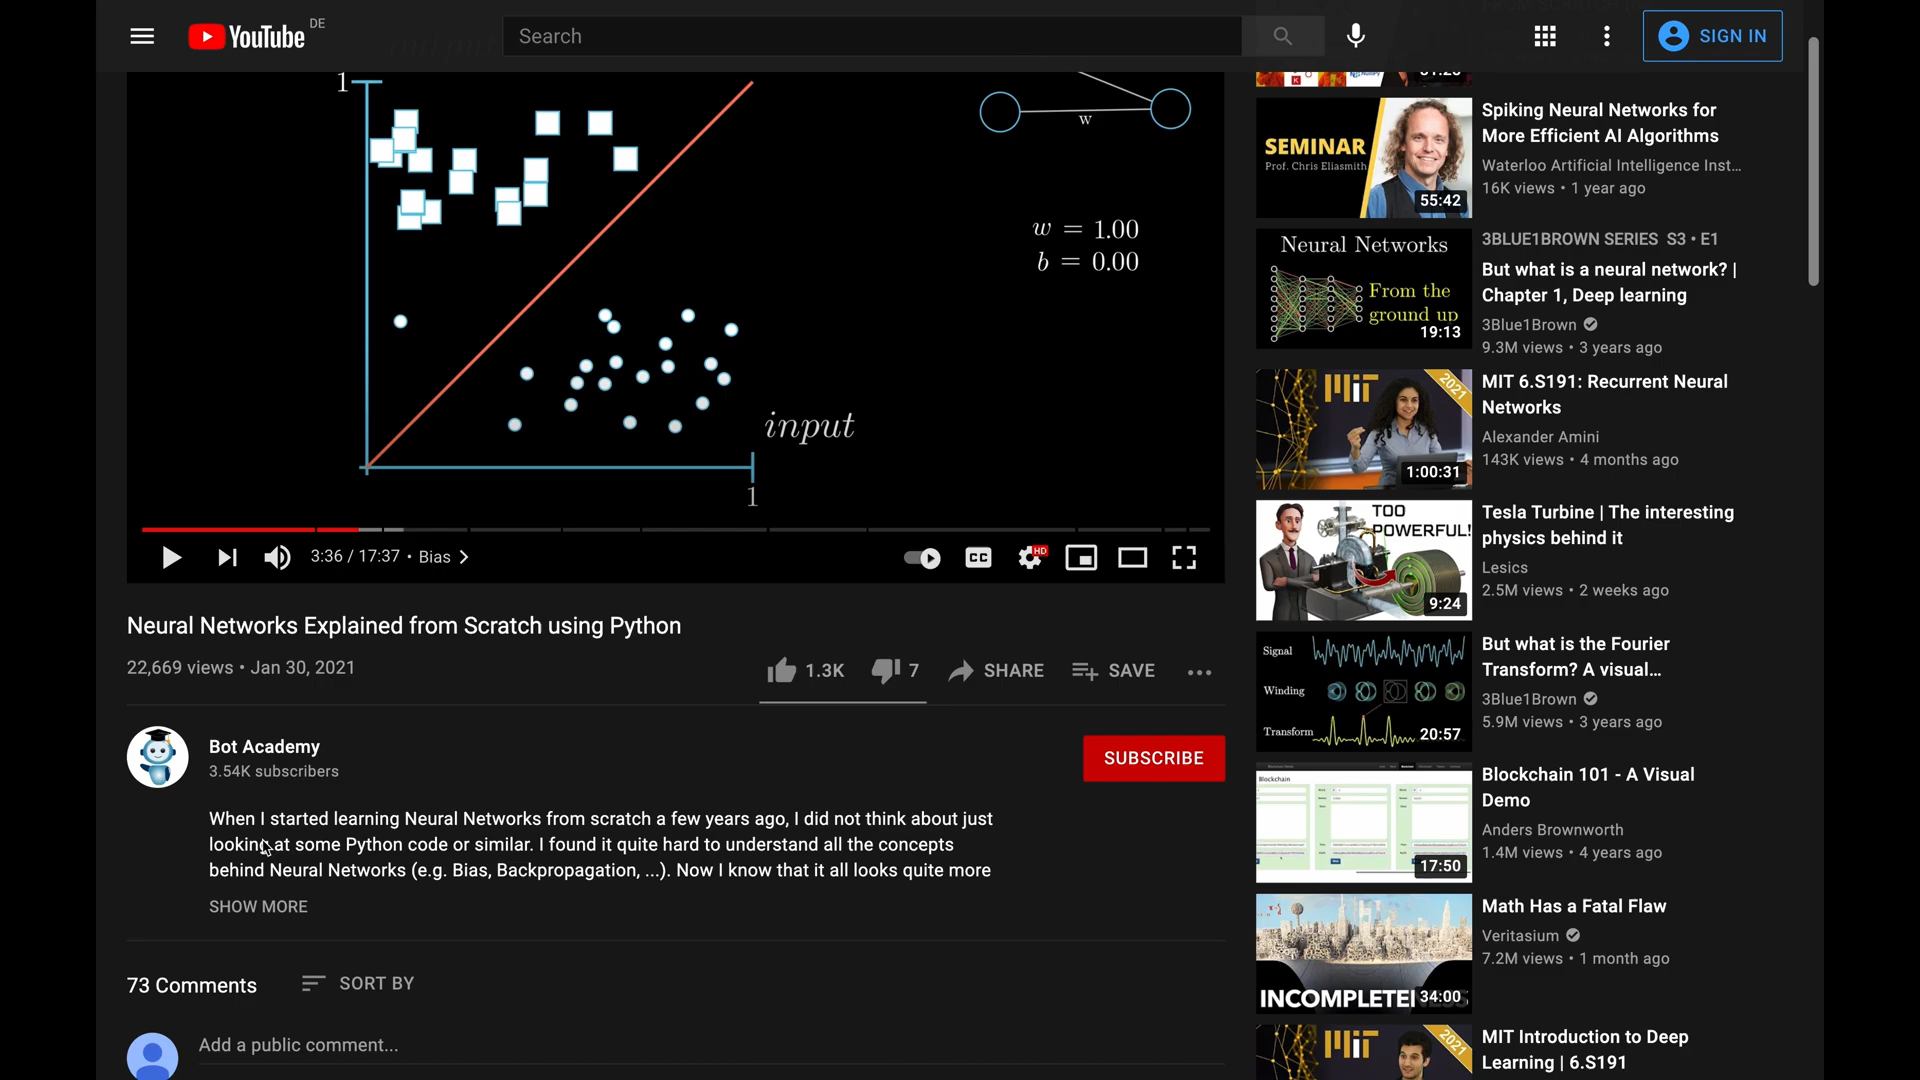 YouTube DE
Search
SIGN IN
1
w
w = 1.00
b = 0.00
input
1
3:36 / 17:37 • Bias
CC
HD
Neural Networks Explained from Scratch using Python
22,669 views • Jan 30, 2021
1.3K
7
SHARE
SAVE
Bot Academy
3.54K subscribers
SUBSCRIBE
When I started learning Neural Networks from scratch a few years ago, I did not think about just
looking at some Python code or similar. I found it quite hard to understand all the concepts
behind Neural Networks (e.g. Bias, Backpropagation, ...). Now I know that it all looks quite more
SHOW MORE
73 Comments
SORT BY
Add a public comment...
SEMINAR
Prof. Chris Eliasmith
55:42
Spiking Neural Networks for
More Efficient AI Algorithms
Waterloo Artificial Intelligence Inst...
16K views • 1 year ago
Neural Networks
From the
ground up
19:13
3BLUE1BROWN SERIES S3 • E1
But what is a neural network? |
Chapter 1, Deep learning
3Blue1Brown
9.3M views • 3 years ago
MIT
2021
1:00:31
MIT 6.S191: Recurrent Neural
Networks
Alexander Amini
143K views • 4 months ago
TOO
POWERFUL!
9:24
Tesla Turbine | The interesting
physics behind it
Lesics
2.5M views • 2 weeks ago
Signal
Winding
Transform
20:57
But what is the Fourier
Transform? A visual...
3Blue1Brown
5.9M views • 3 years ago
Blockchain
17:50
Blockchain 101 - A Visual
Demo
Anders Brownworth
1.4M views • 4 years ago
34:00
Math Has a Fatal Flaw
Veritasium
7.2M views • 1 month ago
MIT
2021
MIT Introduction to Deep
Learning | 6.S191